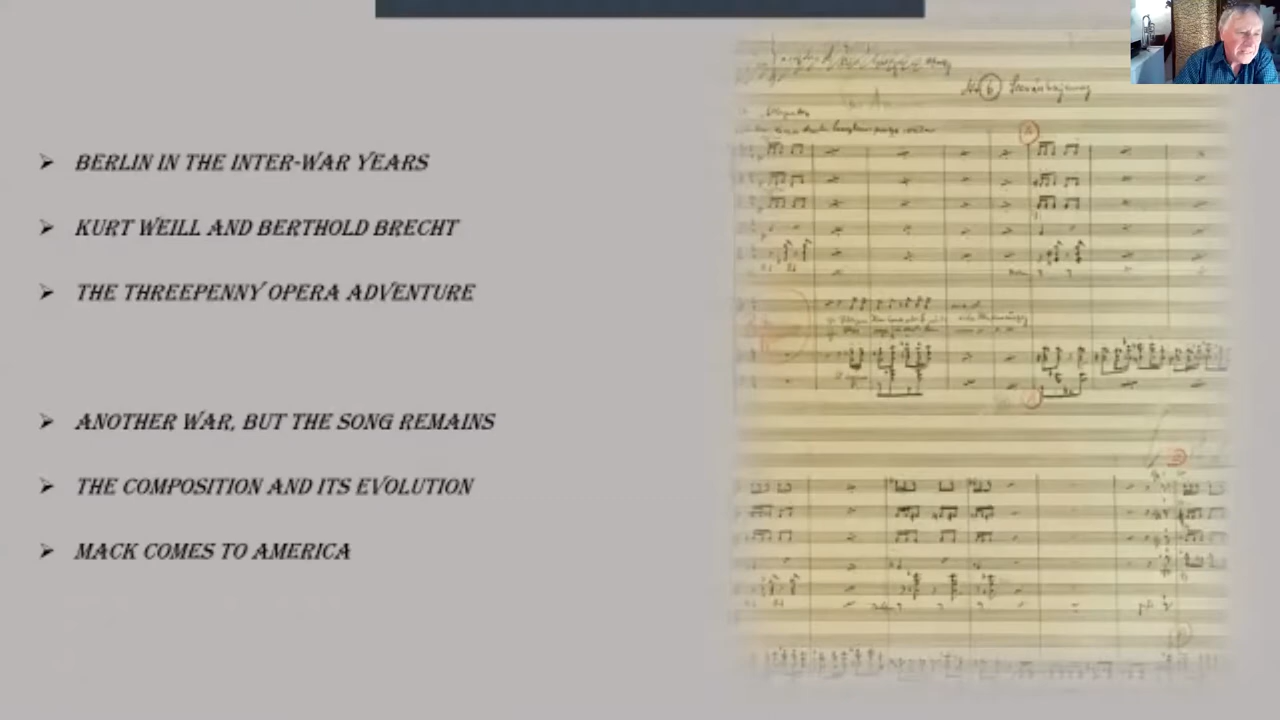 BERLIN IN THE INTER-WAR YEARS
KURT WEILL AND BERTHOLD BRECHT
THE THREEPENNY OPERA ADVENTURE
ANOTHER WAR, BUT THE SONG REMAINS
THE COMPOSITION AND ITS EVOLUTION
MACK COMES TO AMERICA